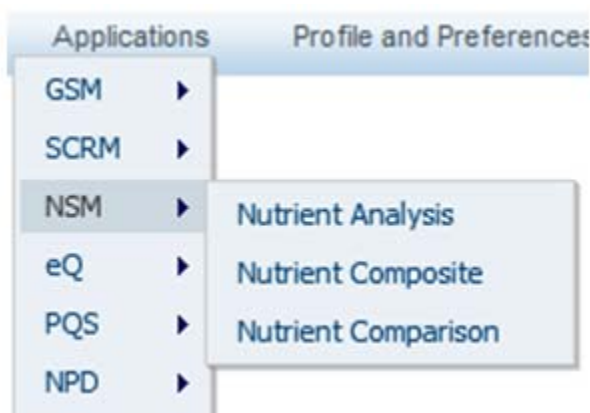 Applications Profile and Preferences
GSM
SCRM
NSM
Nutrient Analysis
eQ
Nutrient Composite
PQS
Nutrient Comparison
NPD